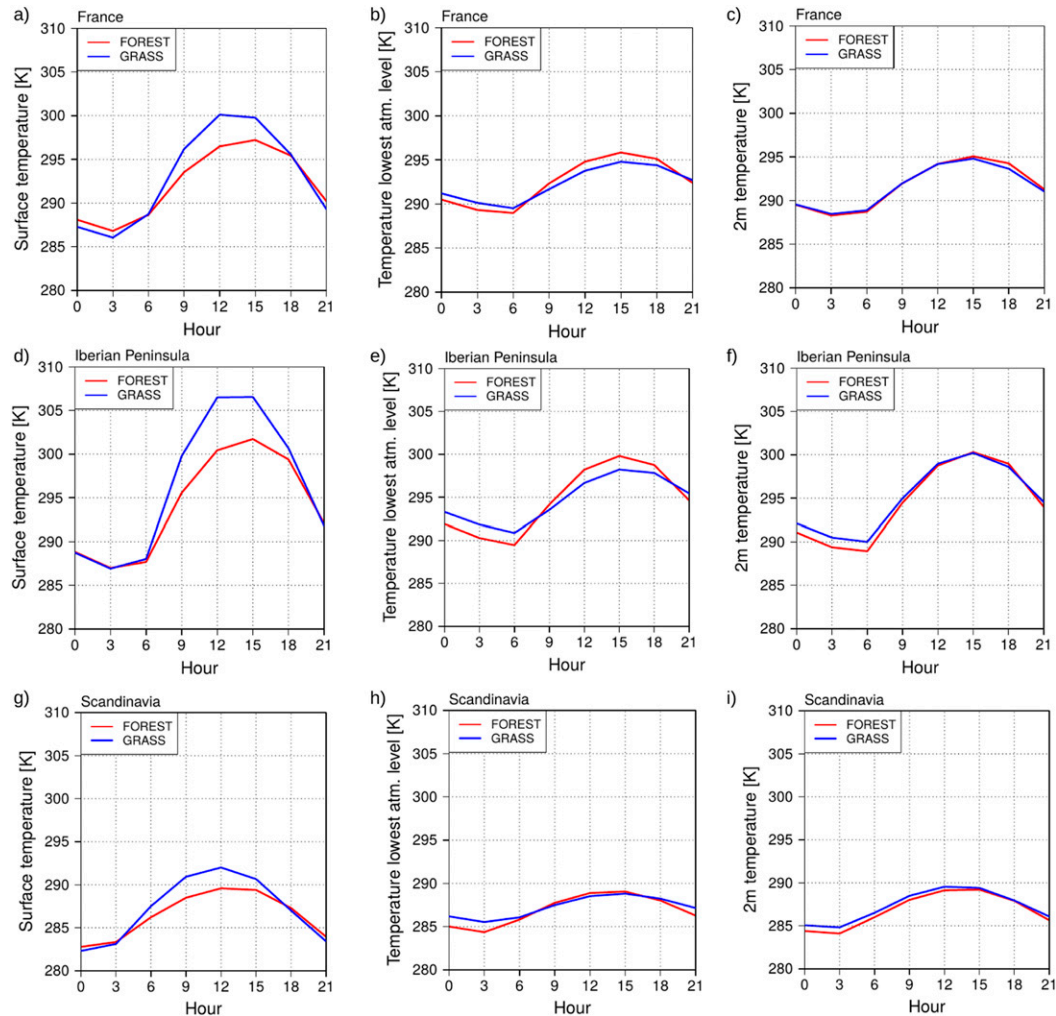 a) France
FOREST
GRASS
Surface temperature [K]
310
305
300
295
290
285
280
0 3 6 9 12 15 18 21
Hour
b) France
FOREST
GRASS
Temperature lowest atm. level [K]
310
305
300
295
290
285
280
0 3 6 9 12 15 18 21
Hour
c) France
FOREST
GRASS
2m temperature [K]
310
305
300
295
290
285
280
0 3 6 9 12 15 18 21
Hour
d) Iberian Peninsula
FOREST
GRASS
Surface temperature [K]
310
305
300
295
290
285
280
0 3 6 9 12 15 18 21
Hour
e) Iberian Peninsula
FOREST
GRASS
Temperature lowest atm. level [K]
310
305
300
295
290
285
280
0 3 6 9 12 15 18 21
Hour
f) Iberian Peninsula
FOREST
GRASS
2m temperature [K]
310
305
300
295
290
285
280
0 3 6 9 12 15 18 21
Hour
g) Scandinavia
FOREST
GRASS
Surface temperature [K]
310
305
300
295
290
285
280
0 3 6 9 12 15 18 21
Hour
h) Scandinavia
FOREST
GRASS
Temperature lowest atm. level [K]
310
305
300
295
290
285
280
0 3 6 9 12 15 18 21
Hour
i) Scandinavia
FOREST
GRASS
2m temperature [K]
310
305
300
295
290
285
280
0 3 6 9 12 15 18 21
Hour